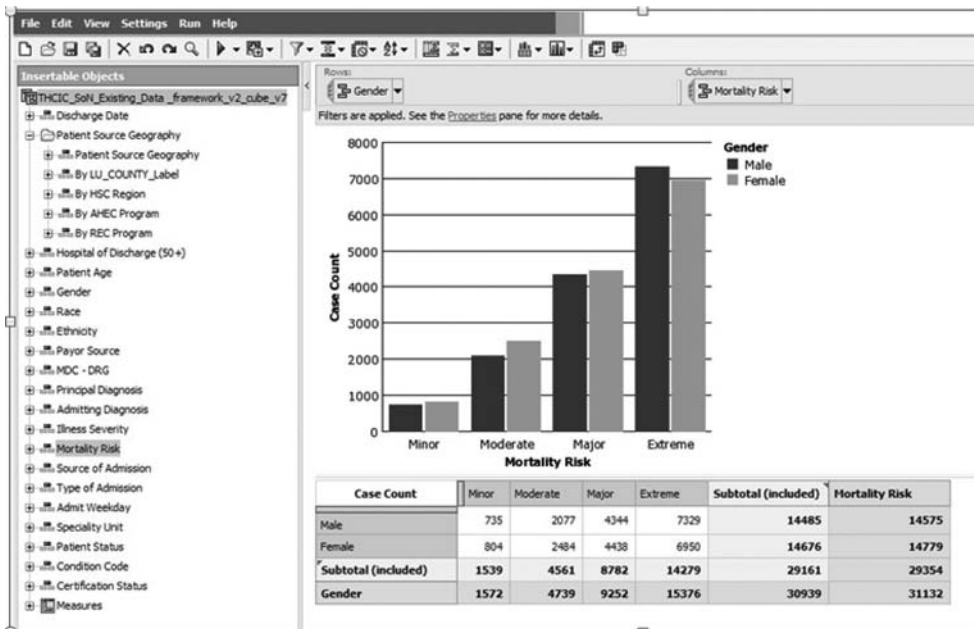 File Edit View Settings Run Help
Insertable Objects
THCIC_SoN_Existing_Data _framework_v2_cube_v7
Discharge Date
Patient Source Geography
Patient Source Geography
By LU_COUNTY_Label
By HSC Region
By AHEC Program
By REC Program
Hospital of Discharge (50+)
Patient Age
Gender
Race
Ethnicity
Payor Source
MDC - DRG
Principal Diagnosis
Admitting Diagnosis
Illness Severity
Mortality Risk
Source of Admission
Type of Admission
Admit Weekday
Speciality Unit
Patient Status
Condition Code
Certification Status
Measures
Rows: Columns:
Gender Mortality Risk
Filters are applied. See the Properties pane for more details.
Gender
Male
Female
Case Count
8000
7000
6000
5000
4000
3000
2000
1000
0
Minor Moderate Major Extreme
Mortality Risk
Case Count Minor Moderate Major Extreme Subtotal (included) Mortality Risk
Male 735 2077 4344 7329 14485 14575
Female 804 2484 4438 6950 14676 14779
Subtotal (included) 1539 4561 8782 14279 29161 29354
Gender 1572 4739 9252 15376 30939 31132